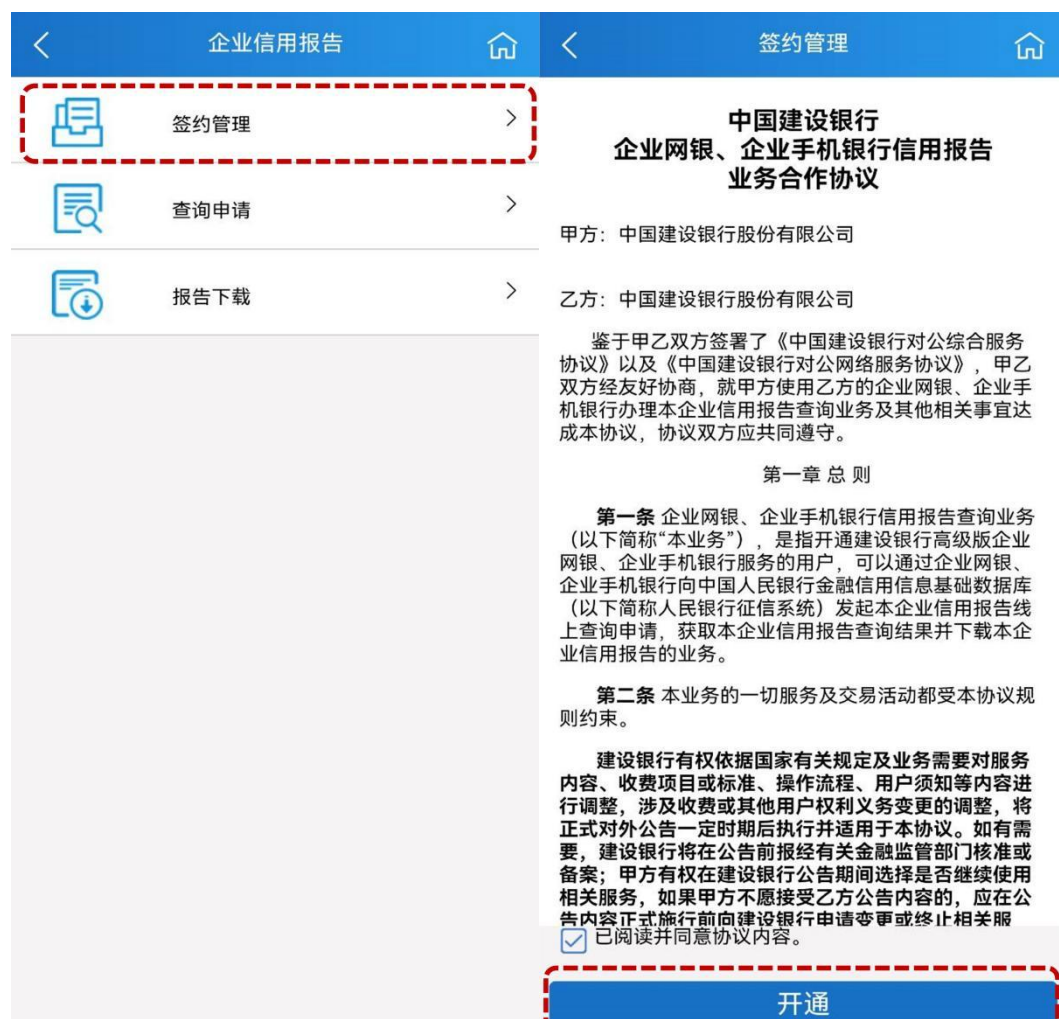 企业信用报告
签约管理
查询申请
报告下载
签约管理
中国建设银行
企业网银、企业手机银行信用报告
业务合作协议
甲方：中国建设银行股份有限公司
乙方：中国建设银行股份有限公司
鉴于甲乙双方签署了《中国建设银行对公综合服务
协议》以及《中国建设银行对公网络服务协议》，甲乙
双方经友好协商，就甲方使用乙方的企业网银、企业手
机银行办理本企业信用报告查询业务及其他相关事宜达
成本协议，协议双方应共同遵守。
第一章 总 则
第一条 企业网银、企业手机银行信用报告查询业务
（以下简称“本业务”），是指开通建设银行高级版企业
网银、企业手机银行服务的用户，可以通过企业网银、
企业手机银行向中国人民银行金融信用信息基础数据库
（以下简称人民银行征信系统）发起本企业信用报告线
上查询申请，获取本企业信用报告查询结果并下载本企
业信用报告的业务。
第二条 本业务的一切服务及交易活动都受本协议规
则约束。
建设银行有权依据国家有关规定及业务需要对服务
内容、收费项目或标准、操作流程、用户须知等内容进
行调整，涉及收费或其他用户权利义务变更的调整，将
正式对外公告一定时期后执行并适用于本协议。如有需
要，建设银行将在公告前报经有关金融监管部门核准或
备案；甲方有权在建设银行公告期间选择是否继续使用
相关服务，如果甲方不愿接受乙方公告内容的，应在公
告内容正式施行前向建设银行申请变更或终止相关服
已阅读并同意协议内容。
开通